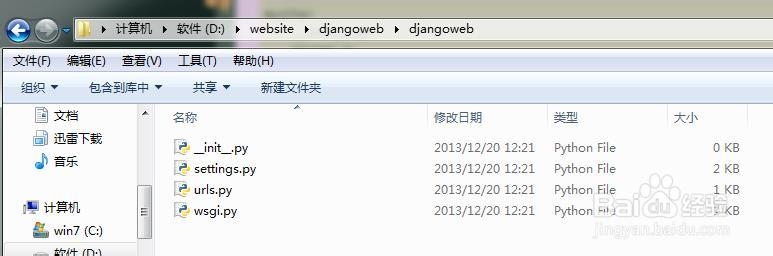 计算机 ▸ 软件 (D:) ▸ website ▸ djangoweb ▸ djangoweb
文件(F) 编辑(E) 查看(V) 工具(T) 帮助(H)
组织 包含到库中 共享 新建文件夹
名称 修改日期 类型 大小
文档
迅雷下载
音乐
计算机
win7 (C:)
软件 (D:)
__init__.py 2013/12/20 12:21 Python File 0 KB
settings.py 2013/12/20 12:21 Python File 2 KB
urls.py 2013/12/20 12:21 Python File 1 KB
wsgi.py 2013/12/20 12:21 Python File KB
Baidu 经验
jingyan.baidu.com